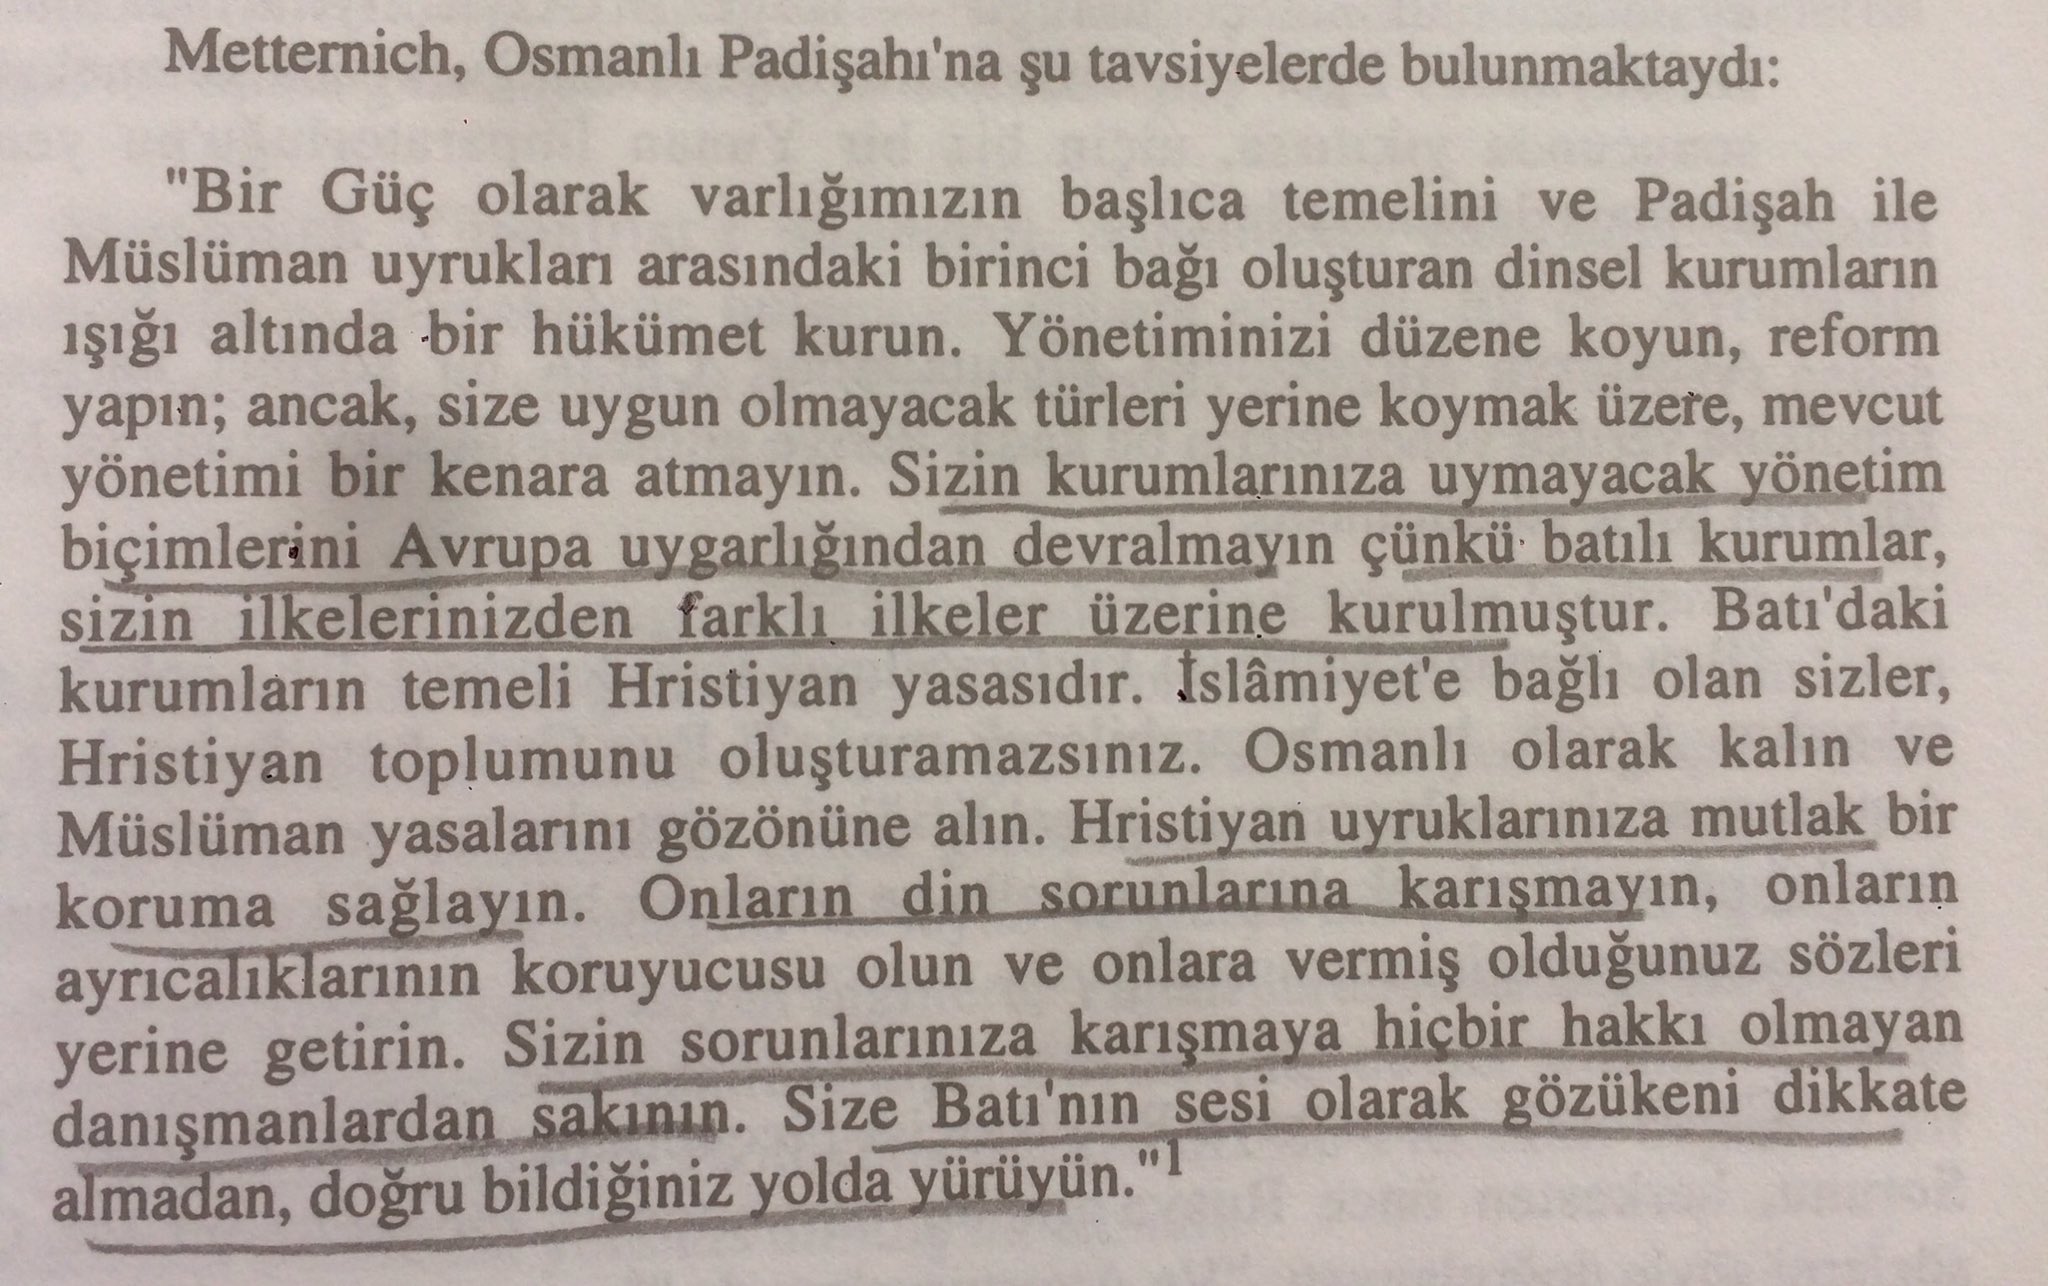 Metternich, Osmanlı Padişahı'na şu tavsiyelerde bulunmaktaydı:
"Bir Güç olarak varlığımızın başlıca temelini ve Padişah ile
Müslüman uyrukları arasındaki birinci bağı oluşturan dinsel kurumların
ışığı altında bir hükümet kurun. Yönetiminizi düzene koyun, reform
yapın; ancak, size uygun olmayacak türleri yerine koymak üzere, mevcut
yönetimi bir kenara atmayın. Sizin kurumlarınıza uymayacak yönetim
biçimlerini Avrupa uygarlığından devralmayın çünkü batılı kurumlar,
sizin ilkelerinizden farklı ilkeler üzerine kurulmuştur. Batı'daki
kurumların temeli Hristiyan yasasıdır. İslâmiyet'e bağlı olan sizler,
Hristiyan toplumunu oluşturamazsınız. Osmanlı olarak kalın ve
Müslüman yasalarını gözönüne alın. Hristiyan uyruklarınıza mutlak bir
koruma sağlayın. Onların din sorunlarına karışmayın, onların
ayrıcalıklarının koruyucusu olun ve onlara vermiş olduğunuz sözleri
yerine getirin. Sizin sorunlarınıza karışmaya hiçbir hakkı olmayan
danışmanlardan sakının. Size Batı'nın sesi olarak gözükeni dikkate
almadan, doğru bildiğiniz yolda yürüyün."1